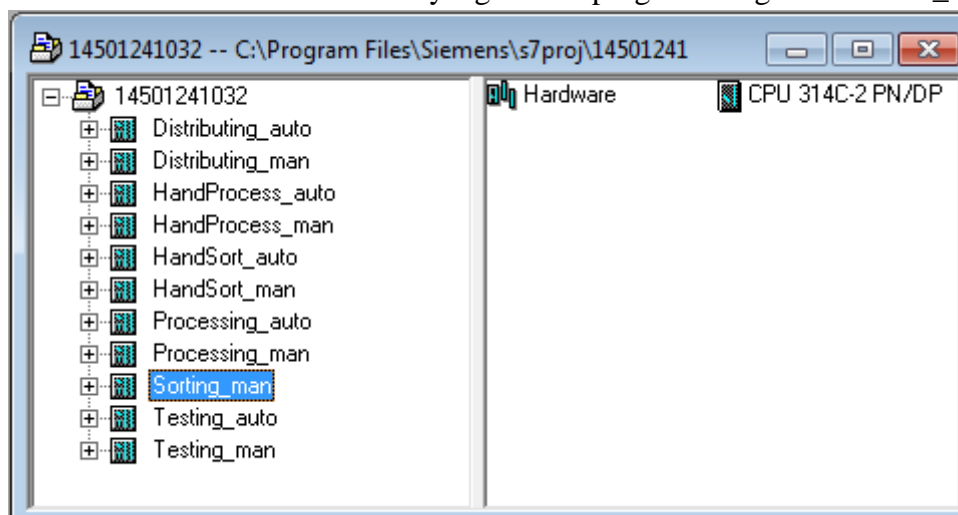 14501241032 -- C:\Program Files\Siemens\s7proj\14501241
14501241032
Distributing_auto
Distributing_man
HandProcess_auto
HandProcess_man
HandSort_auto
HandSort_man
Processing_auto
Processing_man
Sorting_man
Testing_auto
Testing_man
Hardware
CPU 314C-2 PN/DP